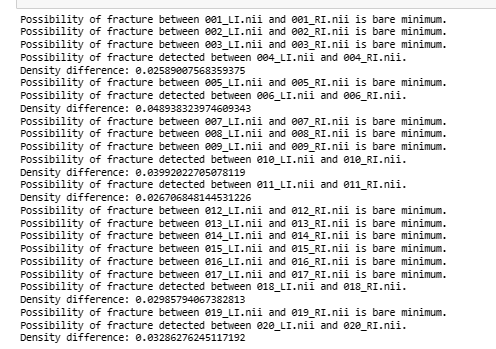 Possibility of fracture between 001_LI.nii and 001_RI.nii is bare minimum.
Possibility of fracture between 002_LI.nii and 002_RI.nii is bare minimum.
Possibility of fracture between 003_LI.nii and 003_RI.nii is bare minimum.
Possibility of fracture detected between 004_LI.nii and 004_RI.nii.
Density difference: 0.02589007568359375
Possibility of fracture between 005_LI.nii and 005_RI.nii is bare minimum.
Possibility of fracture detected between 006_LI.nii and 006_RI.nii.
Density difference: 0.048938323974609343
Possibility of fracture between 007_LI.nii and 007_RI.nii is bare minimum.
Possibility of fracture between 008_LI.nii and 008_RI.nii is bare minimum.
Possibility of fracture between 009_LI.nii and 009_RI.nii is bare minimum.
Possibility of fracture detected between 010_LI.nii and 010_RI.nii.
Density difference: 0.03992022705078119
Possibility of fracture detected between 011_LI.nii and 011_RI.nii.
Density difference: 0.026706848144531226
Possibility of fracture between 012_LI.nii and 012_RI.nii is bare minimum.
Possibility of fracture between 013_LI.nii and 013_RI.nii is bare minimum.
Possibility of fracture between 014_LI.nii and 014_RI.nii is bare minimum.
Possibility of fracture between 015_LI.nii and 015_RI.nii is bare minimum.
Possibility of fracture between 016_LI.nii and 016_RI.nii is bare minimum.
Possibility of fracture between 017_LI.nii and 017_RI.nii is bare minimum.
Possibility of fracture detected between 018_LI.nii and 018_RI.nii.
Density difference: 0.02985794067382813
Possibility of fracture between 019_LI.nii and 019_RI.nii is bare minimum.
Possibility of fracture detected between 020_LI.nii and 020_RI.nii.
Density difference: 0.03286276245117192